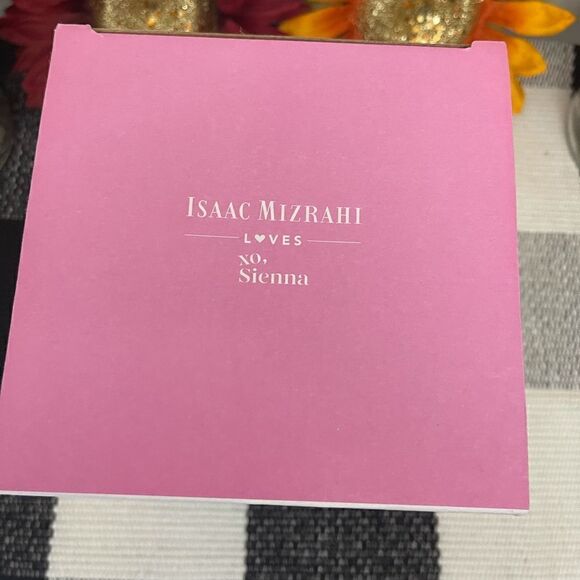 ISAAC MIZRAHI
L♥VES
xo,
Sienna